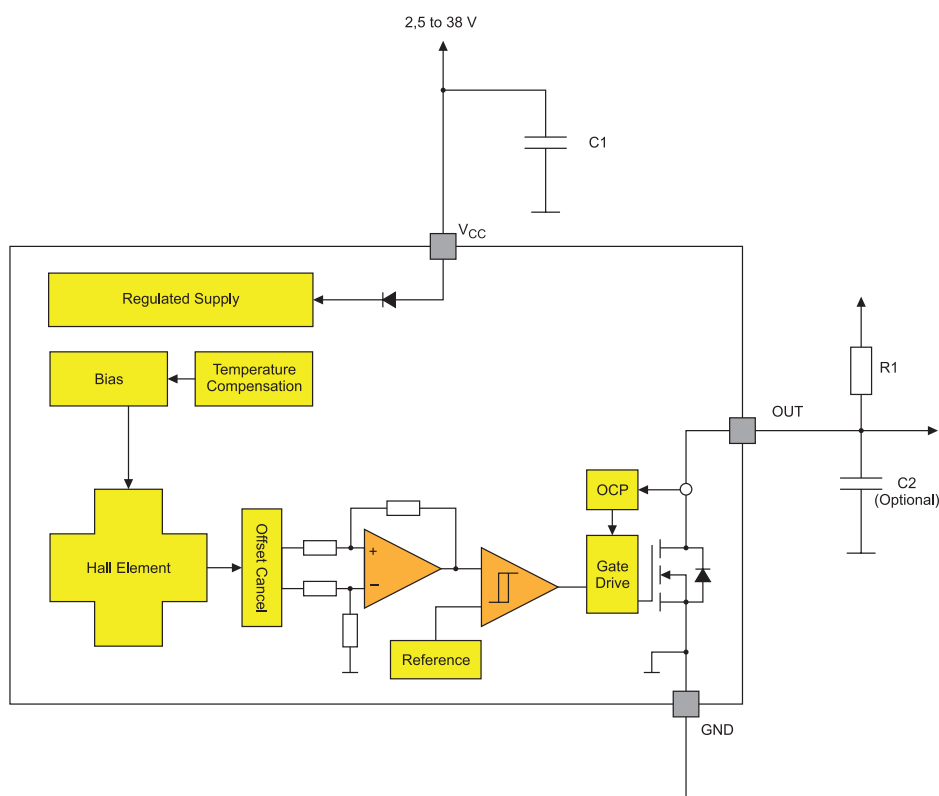 2,5 to 38 V
C1
VCC
Regulated Supply
Bias
Temperature
Compensation
R1
OUT
OCP
C2
(Optional)
Hall Element
Offset Cancel
+
−
Gate
Drive
Reference
GND